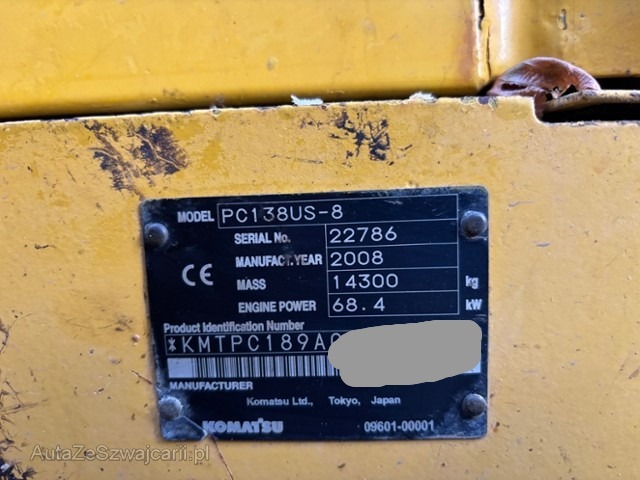 MODEL PC138US-8
SERIAL No. 22786
MANUFACT.YEAR 2008
CE
MASS 14300 kg
ENGINE POWER 68.4 kW
Product Identification Number
*KMTPC189A
MANUFACTURER
Komatsu Ltd., Tokyo, Japan
KOMATSU 09601-00001
AutaZeSzwajcarii.pl